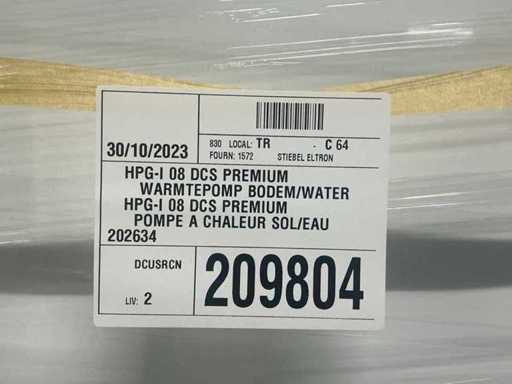 30/10/2023
830 LOCAL: TR - C 64
FOURN: 1572 STIEBEL ELTRON
HPG-I 08 DCS PREMIUM
WARMTEPOMP BODEM/WATER
HPG-I 08 DCS PREMIUM
POMPE A CHALEUR SOL/EAU
202634
DCUSRCN
LIV: 2
209804